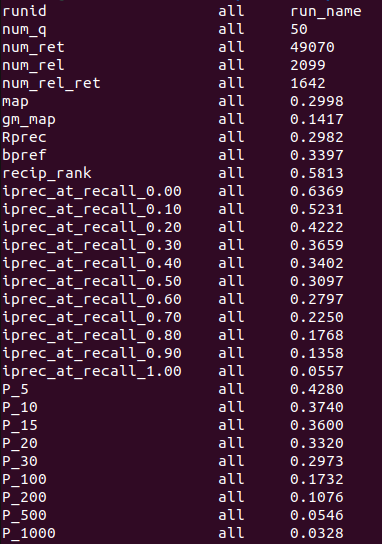 runid all run_name
num_q all 50
num_ret all 49070
num_rel all 2099
num_rel_ret all 1642
map all 0.2998
gm_map all 0.1417
Rprec all 0.2982
bpref all 0.3397
recip_rank all 0.5813
iprec_at_recall_0.00 all 0.6369
iprec_at_recall_0.10 all 0.5231
iprec_at_recall_0.20 all 0.4222
iprec_at_recall_0.30 all 0.3659
iprec_at_recall_0.40 all 0.3402
iprec_at_recall_0.50 all 0.3097
iprec_at_recall_0.60 all 0.2797
iprec_at_recall_0.70 all 0.2250
iprec_at_recall_0.80 all 0.1768
iprec_at_recall_0.90 all 0.1358
iprec_at_recall_1.00 all 0.0557
P_5 all 0.4280
P_10 all 0.3740
P_15 all 0.3600
P_20 all 0.3320
P_30 all 0.2973
P_100 all 0.1732
P_200 all 0.1076
P_500 all 0.0546
P_1000 all 0.0328